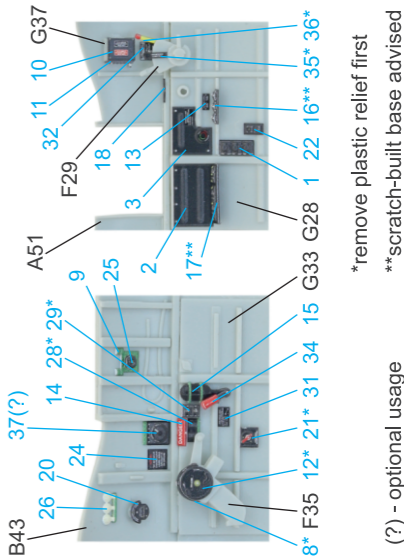 G37
10
11
32
F29
18
13
3
A51
2
17**
36*
35*
16**
22
1
G28
G33
*remove plastic relief first
**scratch-built base advised
9
25
29*
28*
14
37(?)
24
20
26
B43
15
34
31
21*
12*
F35
8*
(?) - optional usage